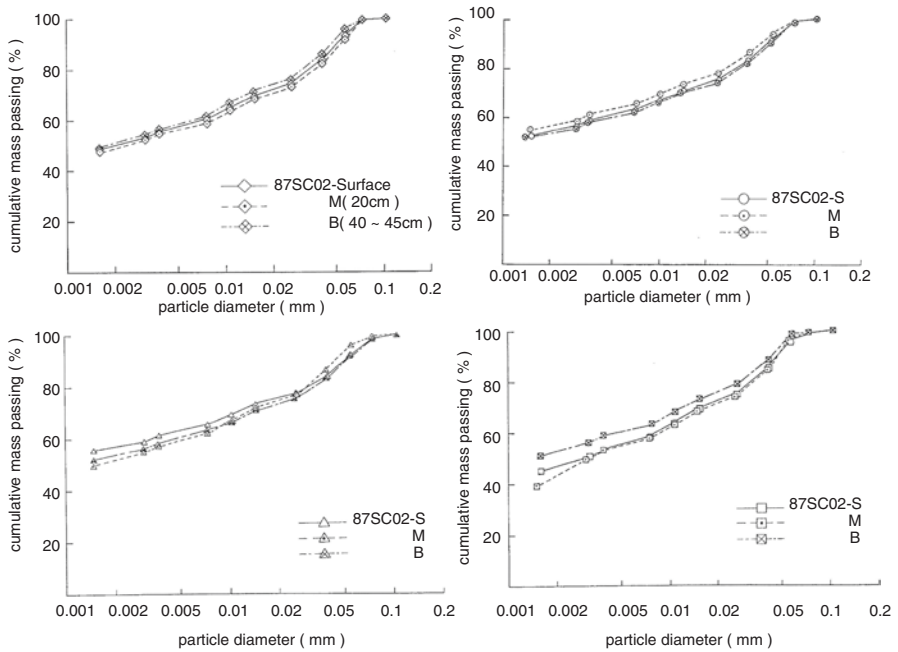 cumulative mass passing ( % )
100
80
60
40
20
87SC02-Surface
M( 20cm )
B( 40 ~ 45cm )
0.001 0.002 0.005 0.01 0.02 0.05 0.1 0.2
particle diameter ( mm )
cumulative mass passing ( % )
100
80
60
40
20
87SC02-S
M
B
0.001 0.002 0.005 0.01 0.02 0.05 0.1 0.2
particle diameter ( mm )
cumulative mass passing ( % )
100
80
60
40
20
87SC02-S
M
B
0.001 0.002 0.005 0.01 0.02 0.05 0.1 0.2
particle diameter ( mm )
cumulative mass passing ( % )
100
80
60
40
20
87SC02-S
M
B
0.001 0.002 0.005 0.01 0.02 0.05 0.1 0.2
particle diameter ( mm )